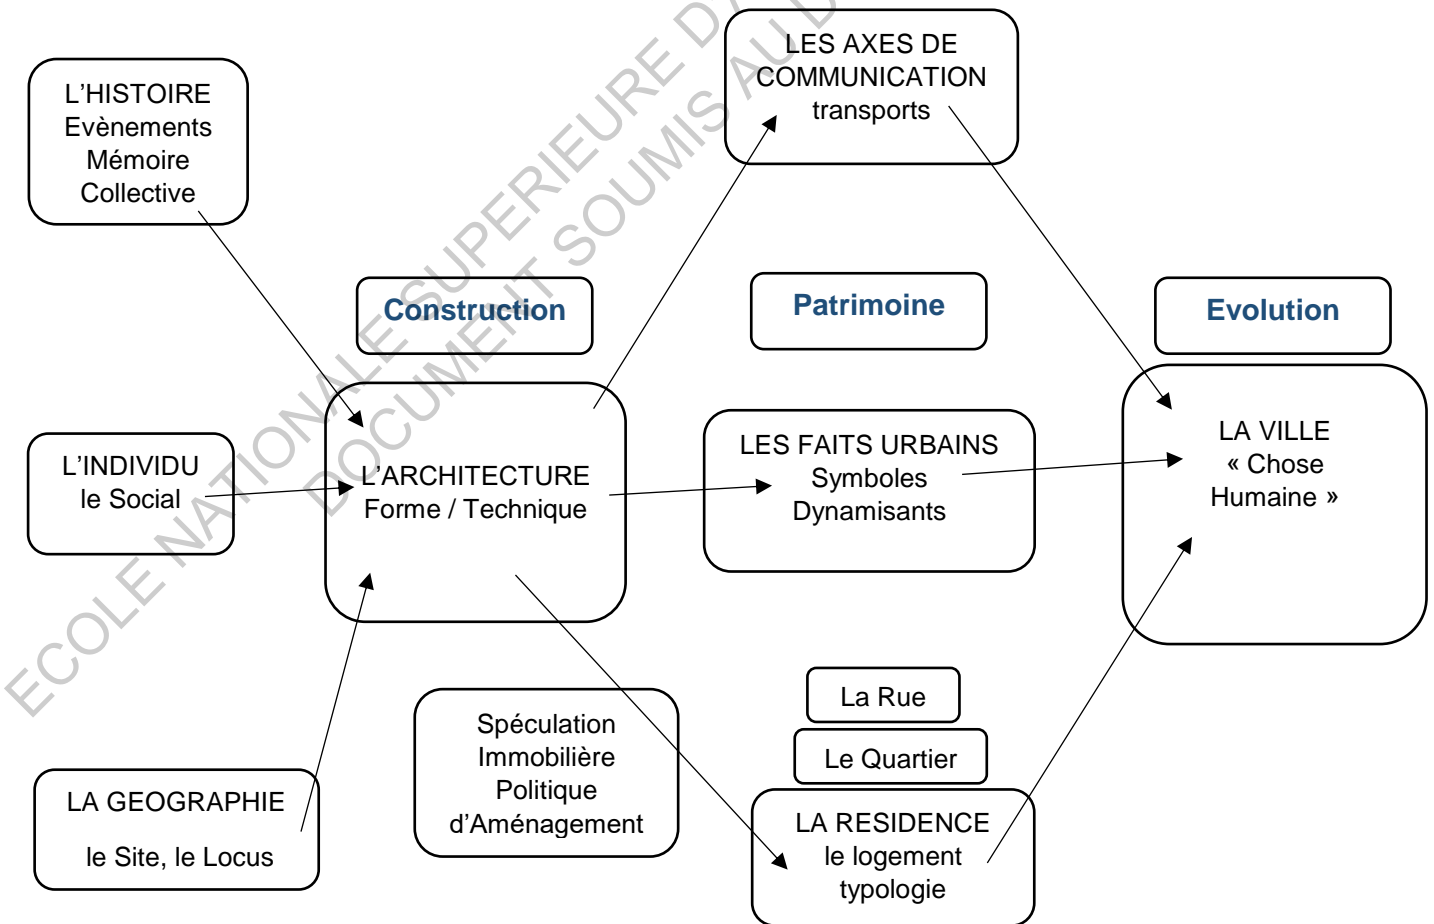 L'HISTOIRE
Evènements
Mémoire
Collective
L'INDIVIDU
le Social
LA GEOGRAPHIE
le Site, le Locus
Construction
L'ARCHITECTURE
Forme / Technique
Spéculation
Immobilière
Politique
d'Aménagement
LES AXES DE
COMMUNICATION
transports
Patrimoine
LES FAITS URBAINS
Symboles
Dynamisants
La Rue
Le Quartier
LA RESIDENCE
le logement
typologie
Evolution
LA VILLE
« Chose
Humaine »
ECOLE NATIONALE SUPERIEURE
DOCUMENT SOUMIS AU